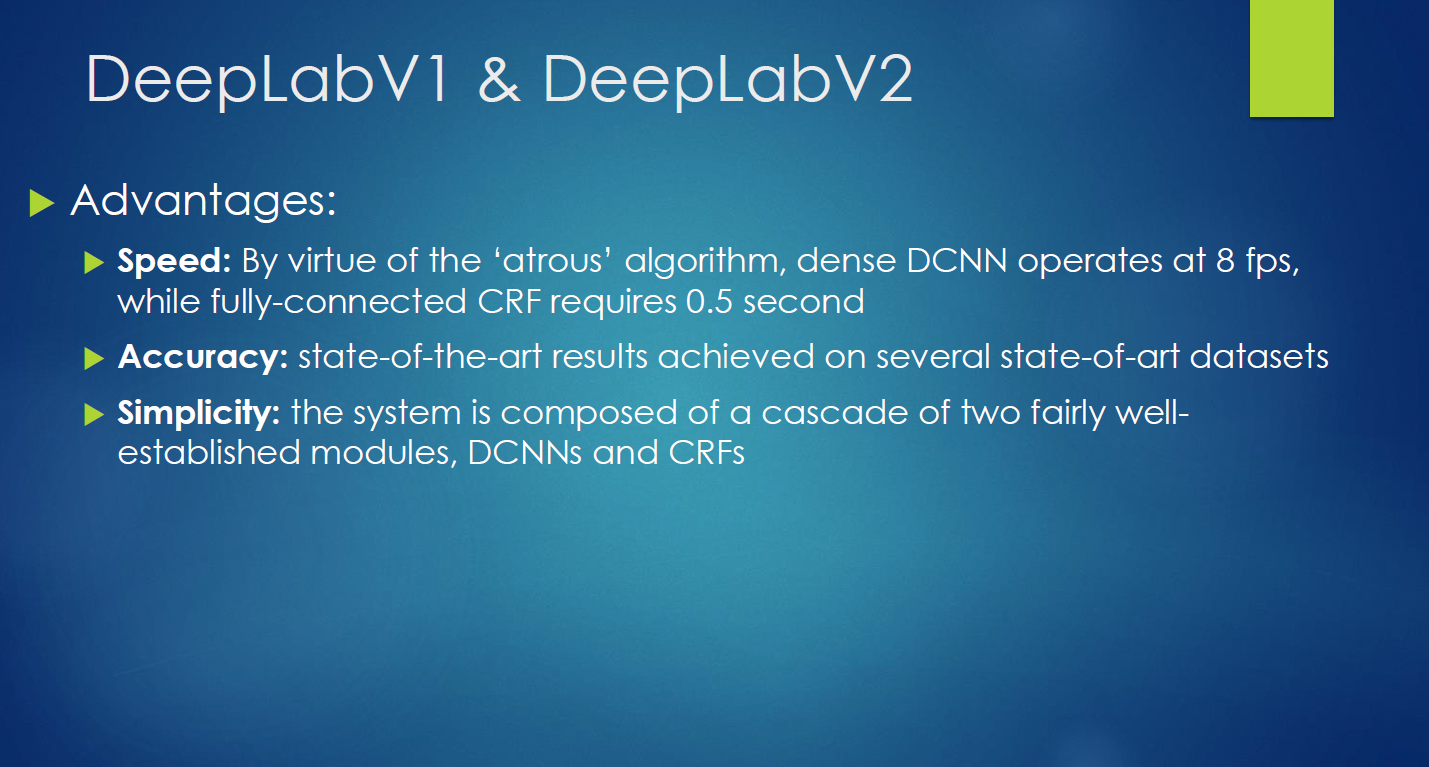 DeepLabV1 & DeepLabV2
Advantages:
Speed: By virtue of the ‘atrous’ algorithm, dense DCNN operates at 8 fps,
while fully-connected CRF requires 0.5 second
Accuracy: state-of-the-art results achieved on several state-of-art datasets
Simplicity: the system is composed of a cascade of two fairly well-
established modules, DCNNs and CRFs